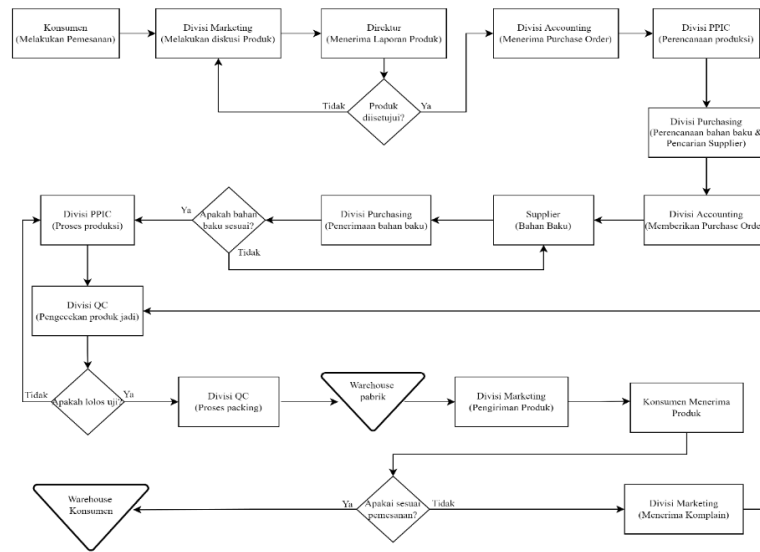 Konsumen
(Melakukan Pemesanan)
Divisi Marketing
(Melakukan diskusi Produk)
Direktur
(Menerima Laporan Produk)
Divisi Accounting
(Menerima Purchase Order)
Divisi PPIC
(Perencanaan produksi)
Tidak
Produk
diisetujui?
Ya
Divisi Purchasing
(Perencanaan bahan baku &
Pencarian Supplier)
Divisi PPIC
(Proses produksi)
Ya
Apakah bahan
baku sesuai?
Tidak
Divisi Purchasing
(Penerimaan bahan baku)
Supplier
(Bahan Baku)
Divisi Accounting
(Memberikan Purchase Order
Divisi QC
(Pengecekan produk jadi)
Tidak
Apakah lolos uji?
Ya
Divisi QC
(Proses packing)
Warehouse
pabrik
Divisi Marketing
(Pengiriman Produk)
Konsumen Menerima
Produk
Warehouse
Konsumen
Ya
Apakai sesuai
pemesanan?
Tidak
Divisi Marketing
(Menerima Komplain)